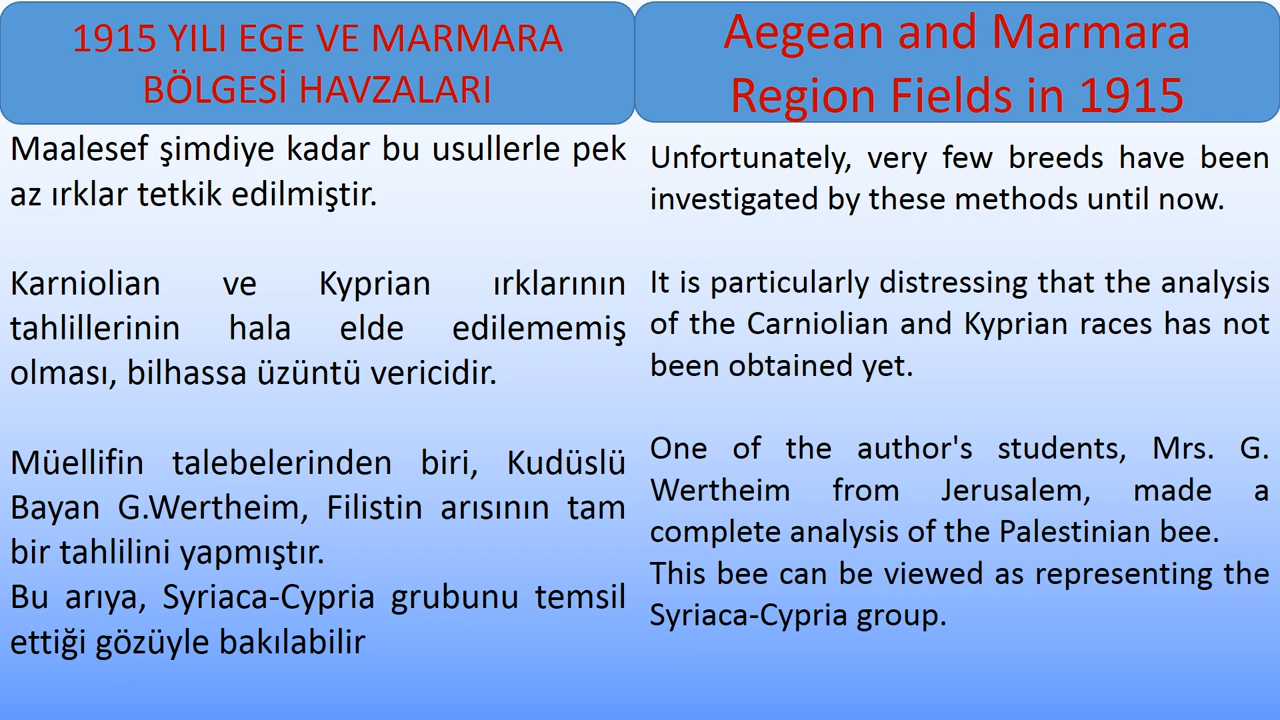 1915 YILI EGE VE MARMARA
BÖLGESİ HAVZALARI
Maalesef şimdiye kadar bu usullerle pek
az ırklar tetkik edilmiştir.
Karniolian ve Kyprian ırklarının
tahlillerinin hala elde edilememiş
olması, bilhassa üzüntü vericidir.
Müellifin talebelerinden biri, Kudüslü
Bayan G.Wertheim, Filistin arısının tam
bir tahlilini yapmıştır.
Bu arıya, Syriaca-Cypria grubunu temsil
ettiği gözüyle bakılabilir
Aegean and Marmara
Region Fields in 1915
Unfortunately, very few breeds have been
investigated by these methods until now.
It is particularly distressing that the analysis
of the Carniolian and Kyprian races has not
been obtained yet.
One of the author's students, Mrs. G.
Wertheim from Jerusalem, made a
complete analysis of the Palestinian bee.
This bee can be viewed as representing the
Syriaca-Cypria group.